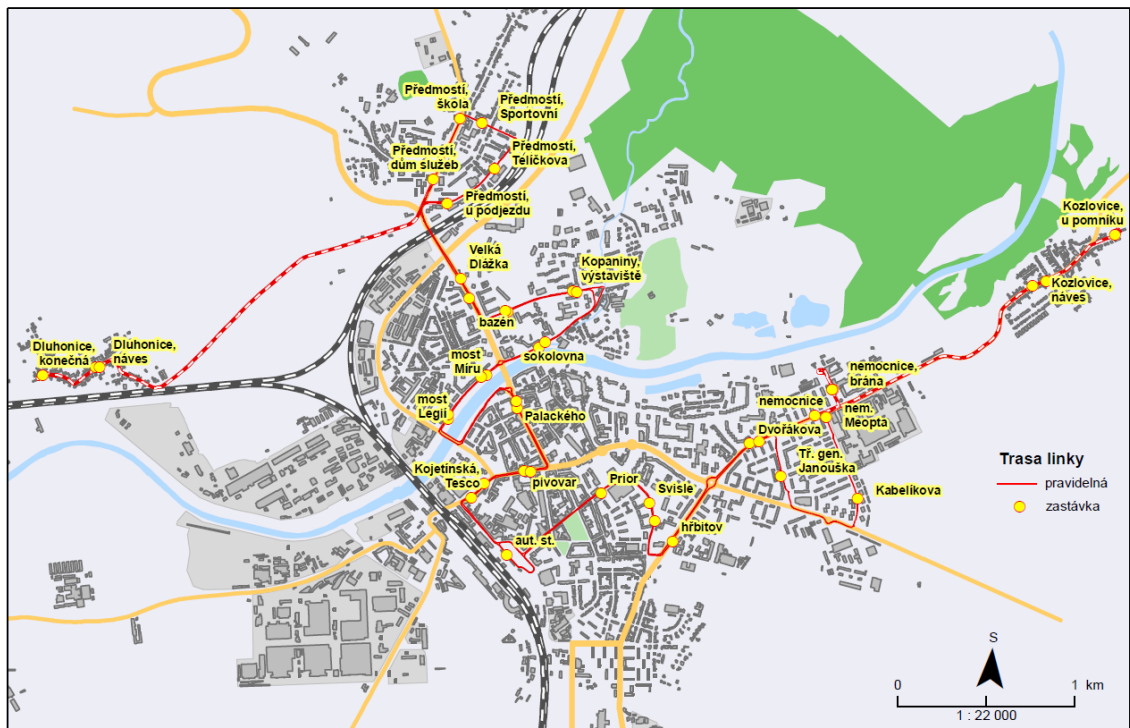 Předmostí,
škola
Předmostí,
Sportovní
Předmostí,
Teličkova
Předmostí,
dům služeb
Předmostí,
u podjezdu
Kozlovice,
u pomníku
Velká
Dlážka
Kopaniny,
výstaviště
Kozlovice,
náves
bazén
Dluhonice,
konečná
Dluhonice,
náves
most
Míru
sokolovna
nemocnice,
brána
most
Legií
Palackého
nemocnice
nem.
Meopta
Dvořákova
Kojetínská,
Tesco
pivovar
Prior
Svisle
Tř. gen.
Janouška
Kabelíkova
hřbitov
aut. st.
Trasa linky
pravidelná
zastávka
S
0
1 km
1 : 22 000